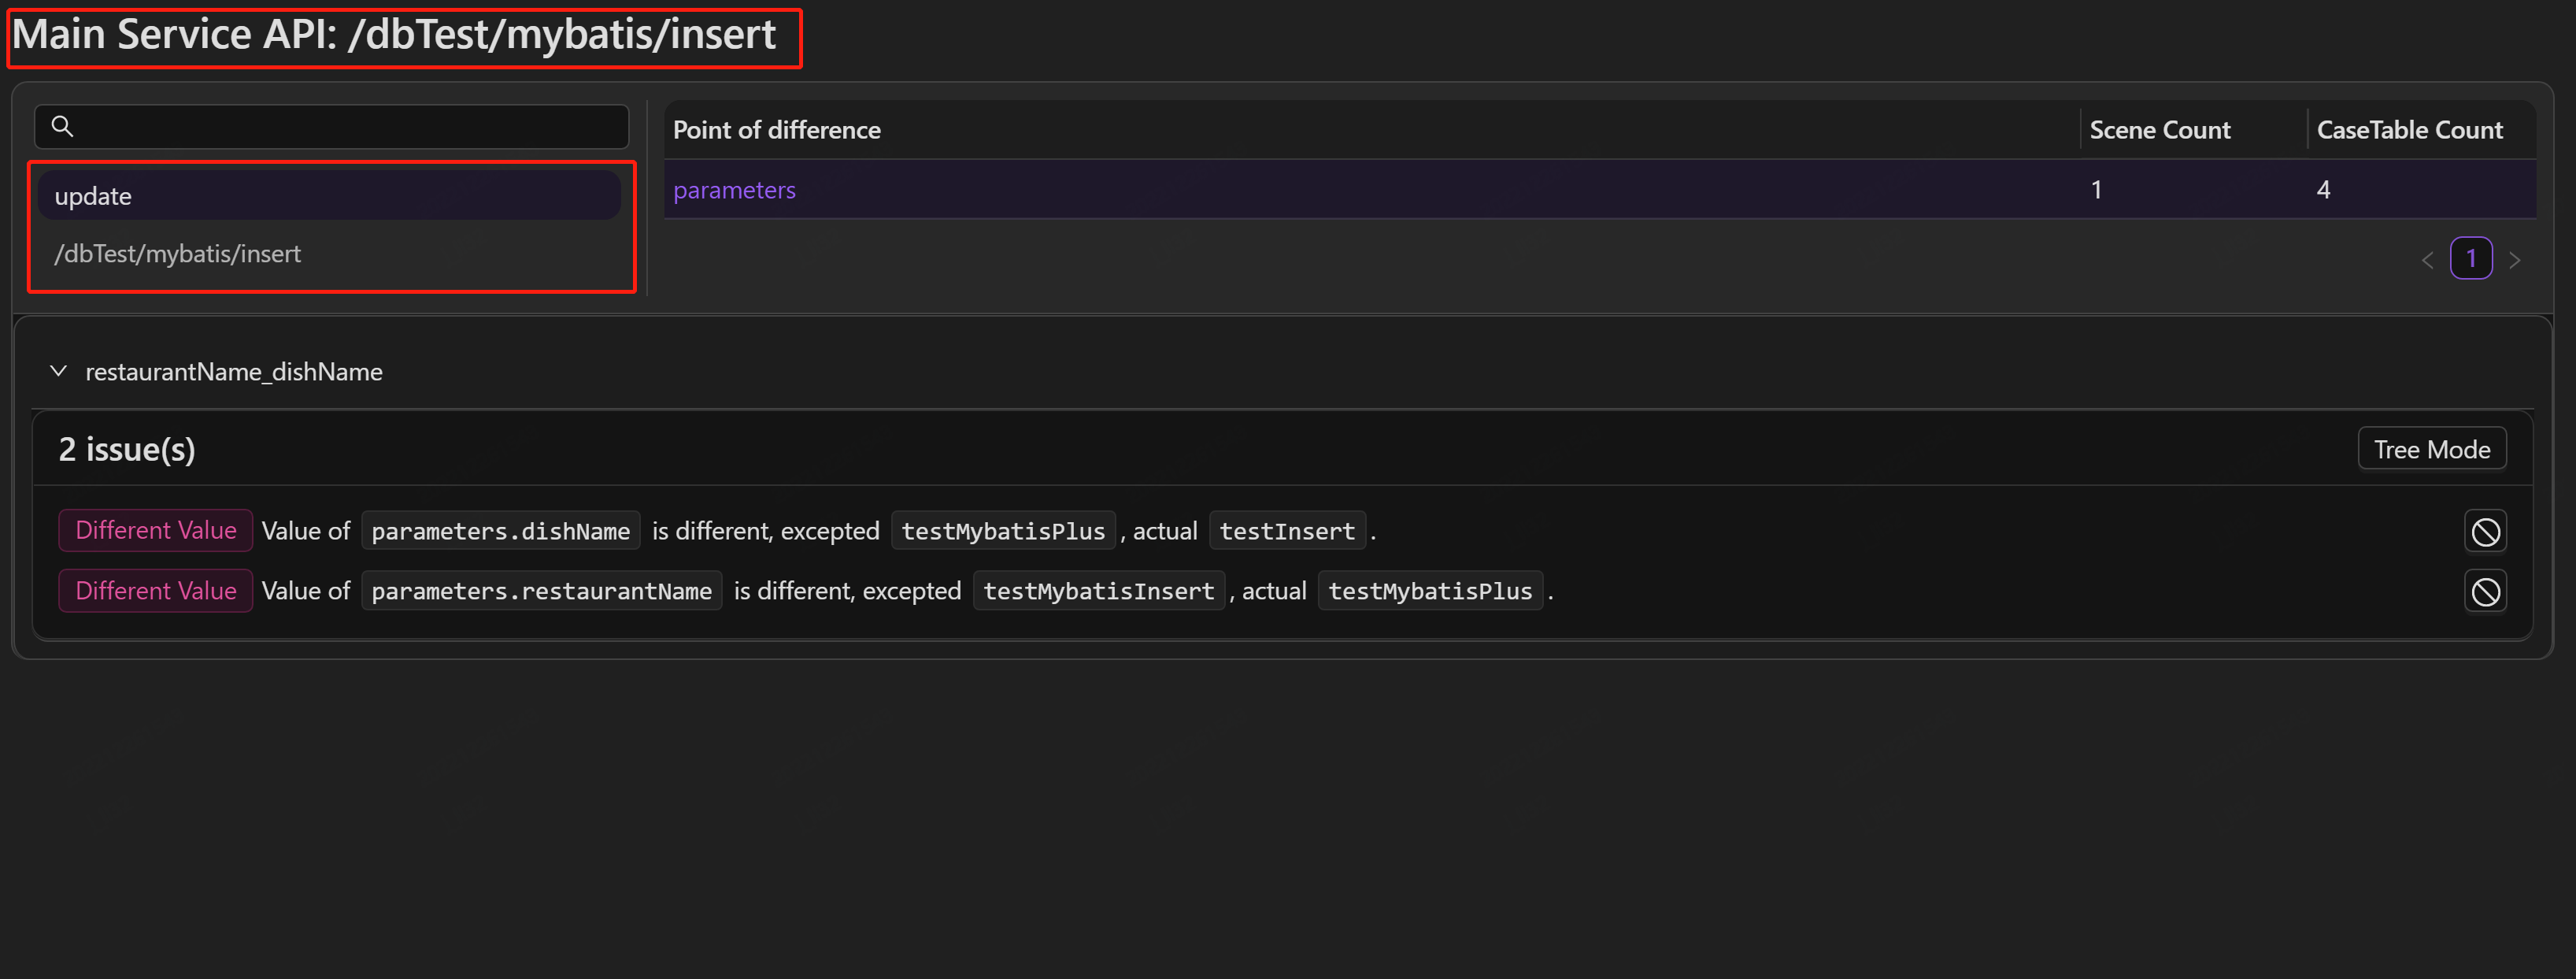 Main Service API: /dbTest/mybatis/insert
update
/dbTest/mybatis/insert
Point of difference Scene Count CaseTable Count
parameters 1 4
< 1 >
restaurantName_dishName
2 issue(s) Tree Mode
Different Value Value of parameters.dishName is different, excepted testMybatisPlus , actual testInsert .
Different Value Value of parameters.restaurantName is different, excepted testMybatisInsert , actual testMybatisPlus .